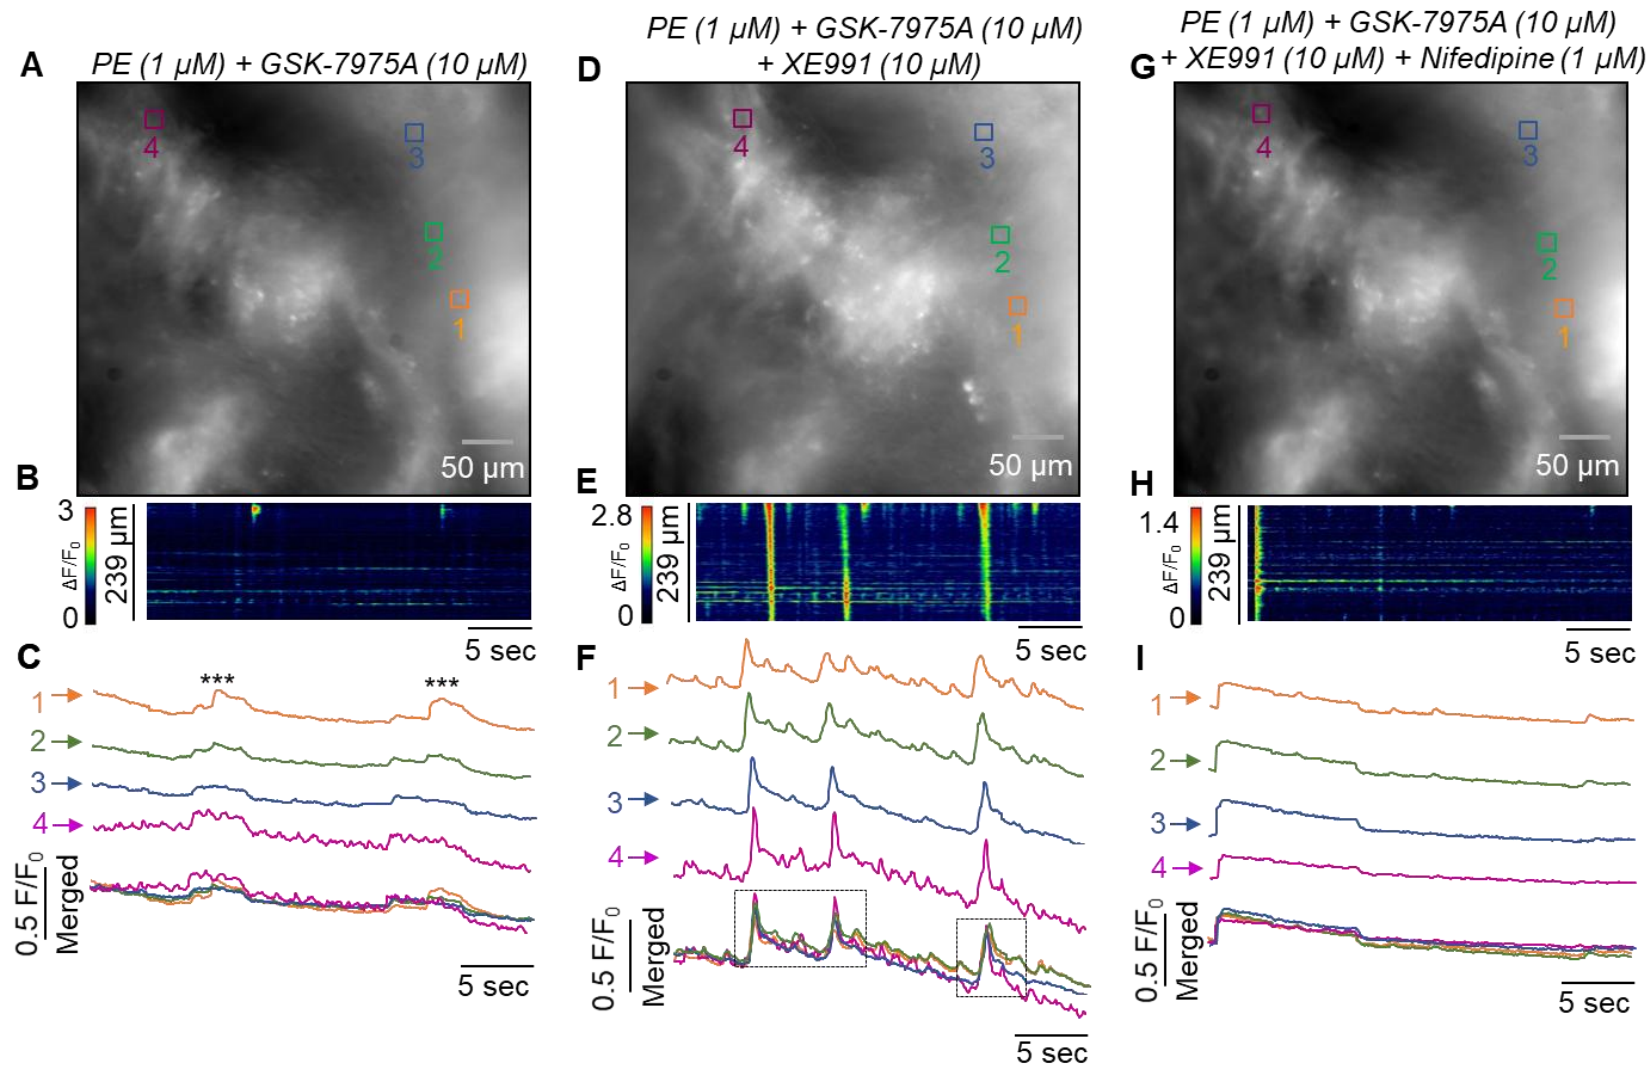 A
PE (1 µM) + GSK-7975A (10 µM)
4
3
2
1
50 µm
B
3
0
ΔF/F0
239 µm
5 sec
C
***
***
1
2
3
4
0.5 F/F0
Merged
5 sec
D
PE (1 µM) + GSK-7975A (10 µM)
+ XE991 (10 µM)
4
3
2
1
50 µm
E
2.8
0
ΔF/F0
239 µm
5 sec
F
1
2
3
4
0.5 F/F0
Merged
5 sec
G
PE (1 µM) + GSK-7975A (10 µM)
+ XE991 (10 µM) + Nifedipine (1 µM)
4
3
2
1
50 µm
H
1.4
0
ΔF/F0
239 µm
5 sec
I
1
2
3
4
0.5 F/F0
Merged
5 sec